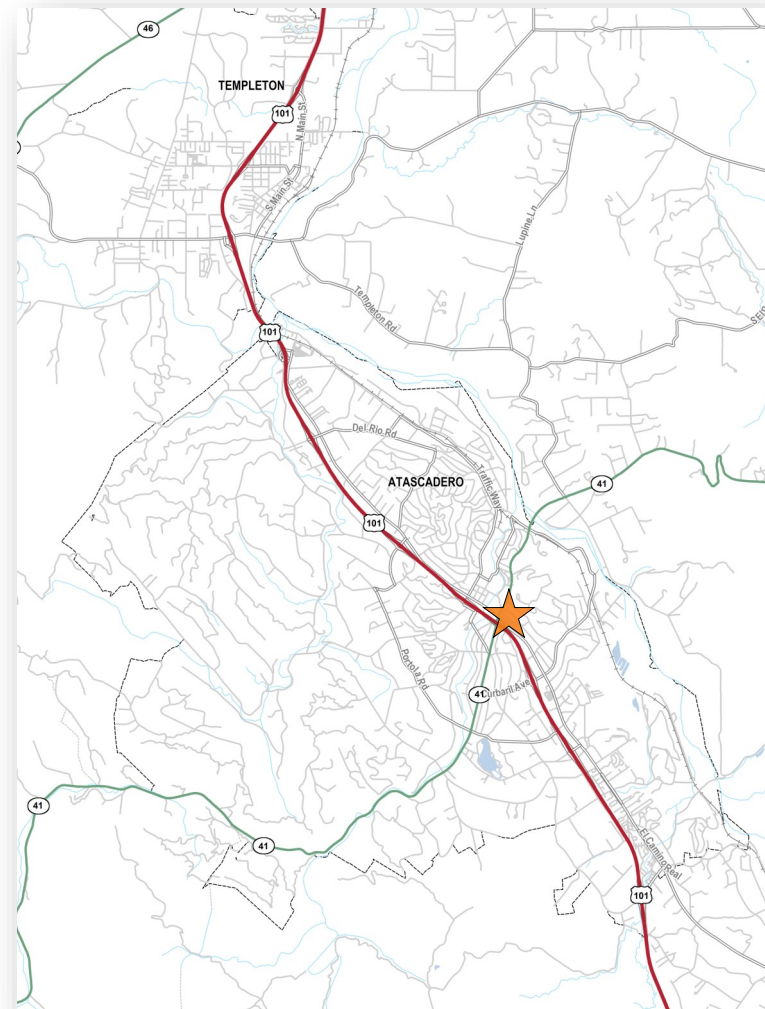 46
TEMPLETON
101
N Main St
S Main St
Lupine Ln
Templeton Rd
101
Del Rio Rd
41
ATASCADERO
Traffic Way
101
Portola Rd
41
Curbaril Ave
41
41
El Camino Real
101